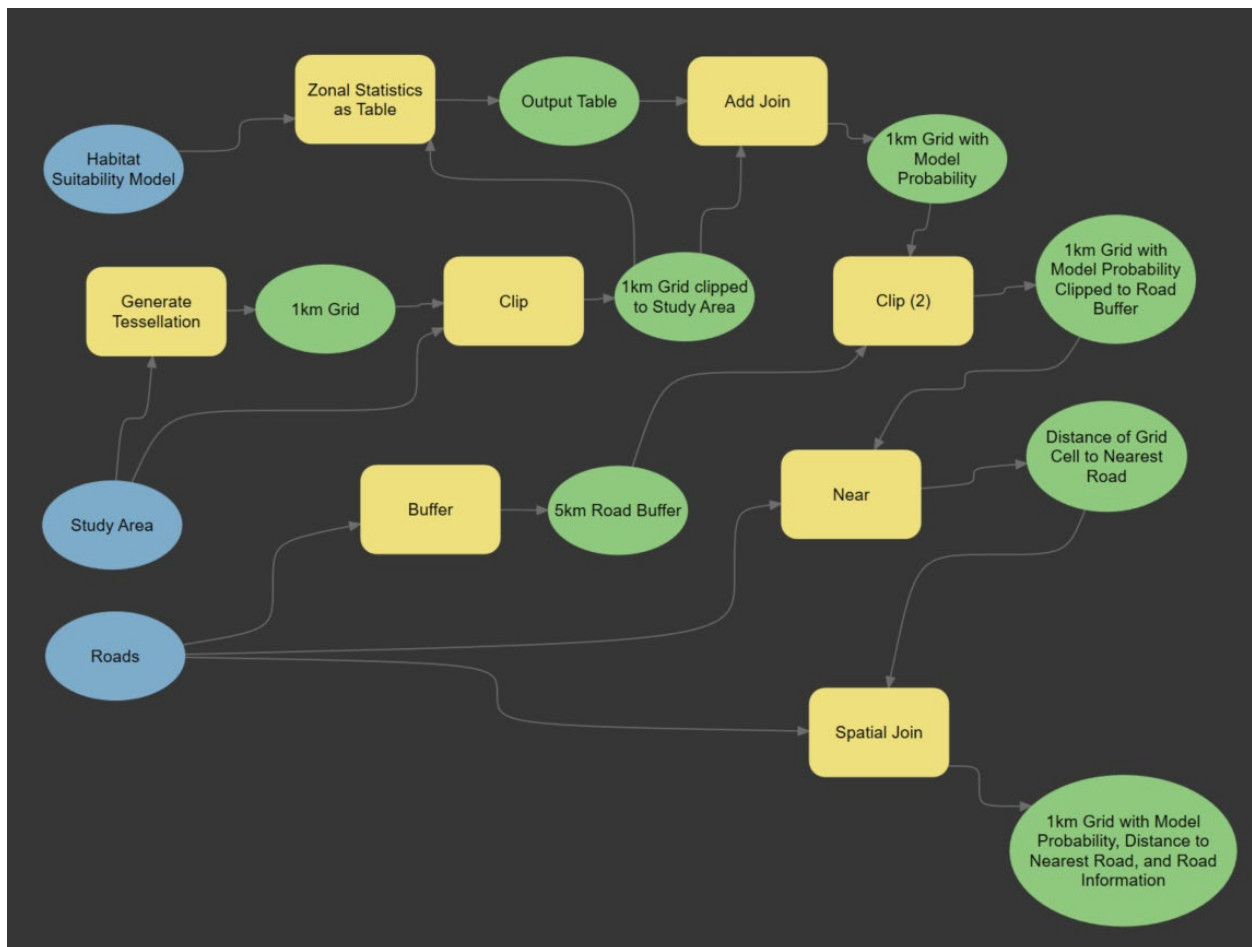 Zonal Statistics
as Table
Output Table
Add Join
Habitat
Suitability Model
1km Grid with
Model
Probability
Generate
Tessellation
1km Grid
Clip
1km Grid clipped
to Study Area
Clip (2)
1km Grid with
Model Probability
Clipped to Road
Buffer
Study Area
Buffer
5km Road Buffer
Near
Distance of Grid
Cell to Nearest
Road
Roads
Spatial Join
1km Grid with Model
Probability, Distance to
Nearest Road, and Road
Information